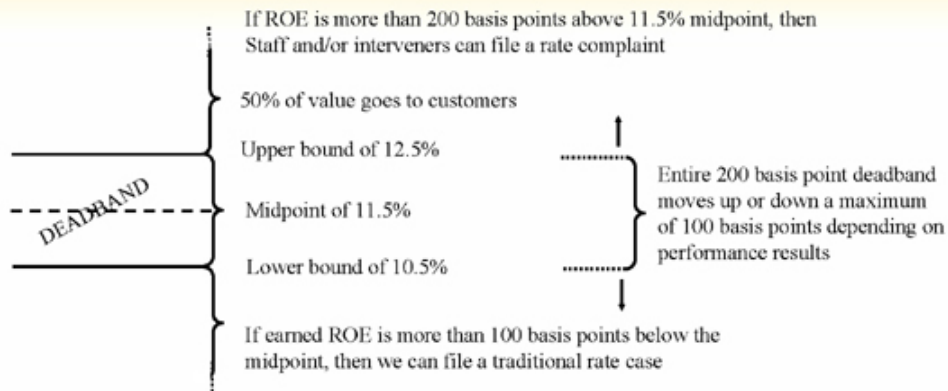 If ROE is more than 200 basis points above 11.5% midpoint, then
Staff and/or interveners can file a rate complaint
50% of value goes to customers
Upper bound of 12.5%
DEADBAND
Midpoint of 11.5%
Lower bound of 10.5%
Entire 200 basis point deadband
moves up or down a maximum
of 100 basis points depending on
performance results
If earned ROE is more than 100 basis points below the
midpoint, then we can file a traditional rate case